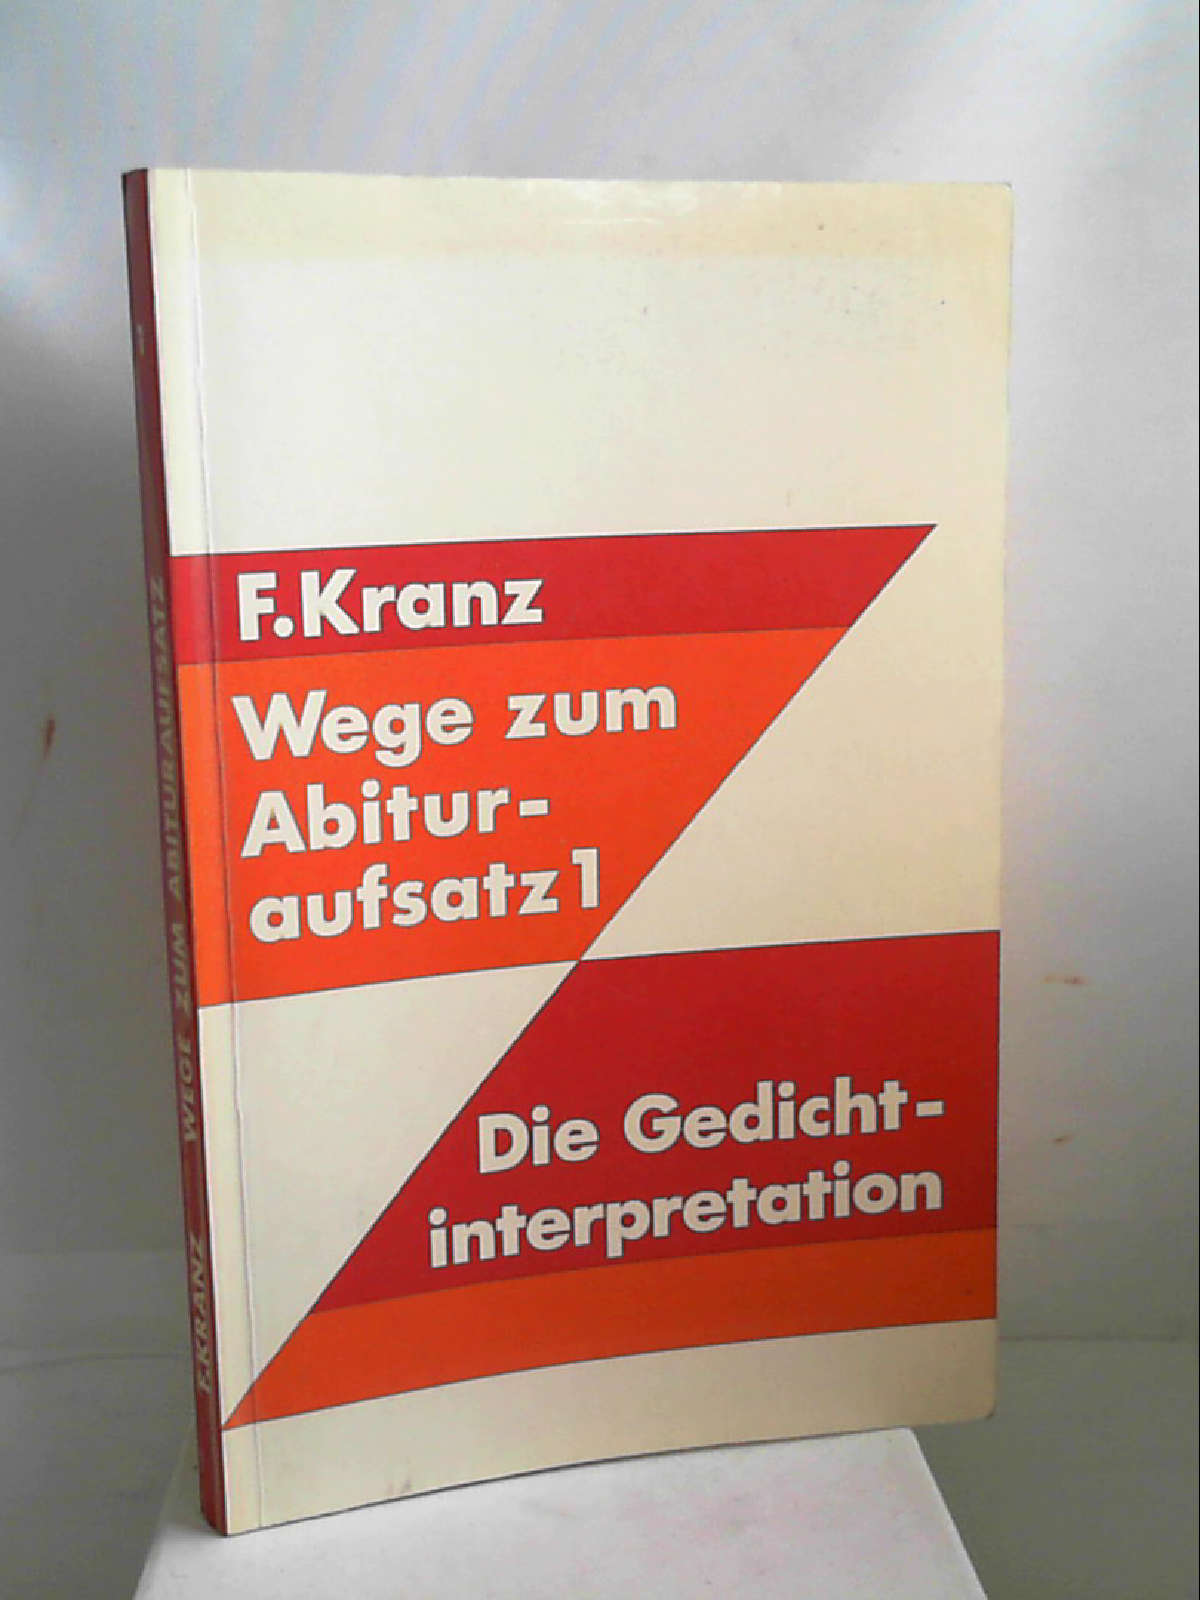 F.Kranz
Wege zum
Abitur-
aufsatz 1
Die Gedicht-
interpretation
F.KRANZ WEGE ZUM ABITURAUFSATZ